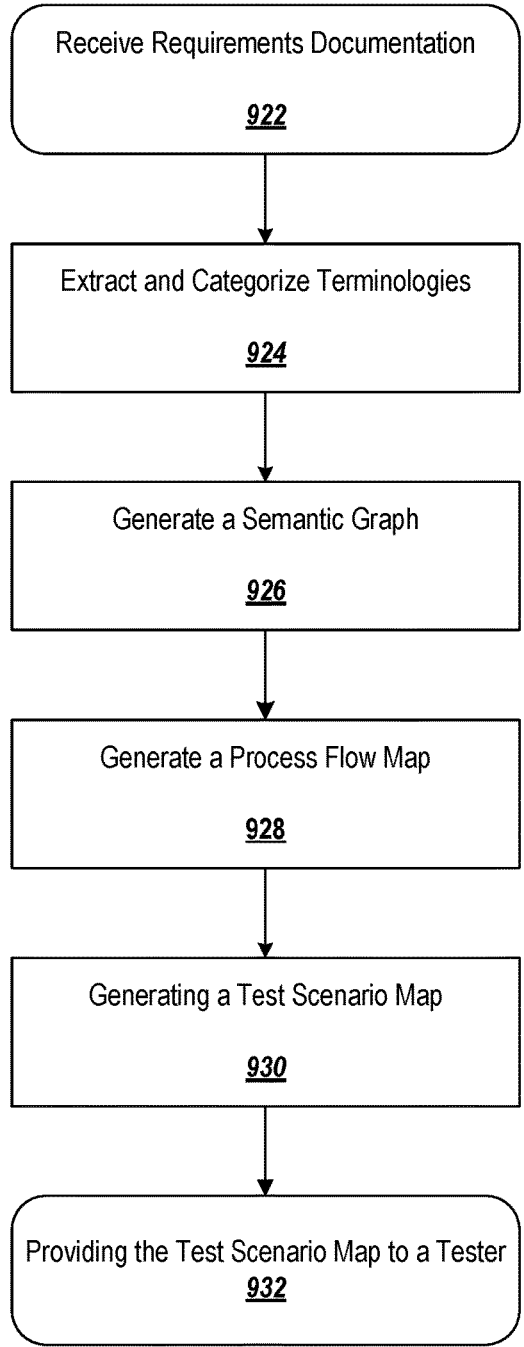 Receive Requirements Documentation
922
Extract and Categorize Terminologies
924
Generate a Semantic Graph
926
Generate a Process Flow Map
928
Generating a Test Scenario Map
930
Providing the Test Scenario Map to a Tester
932